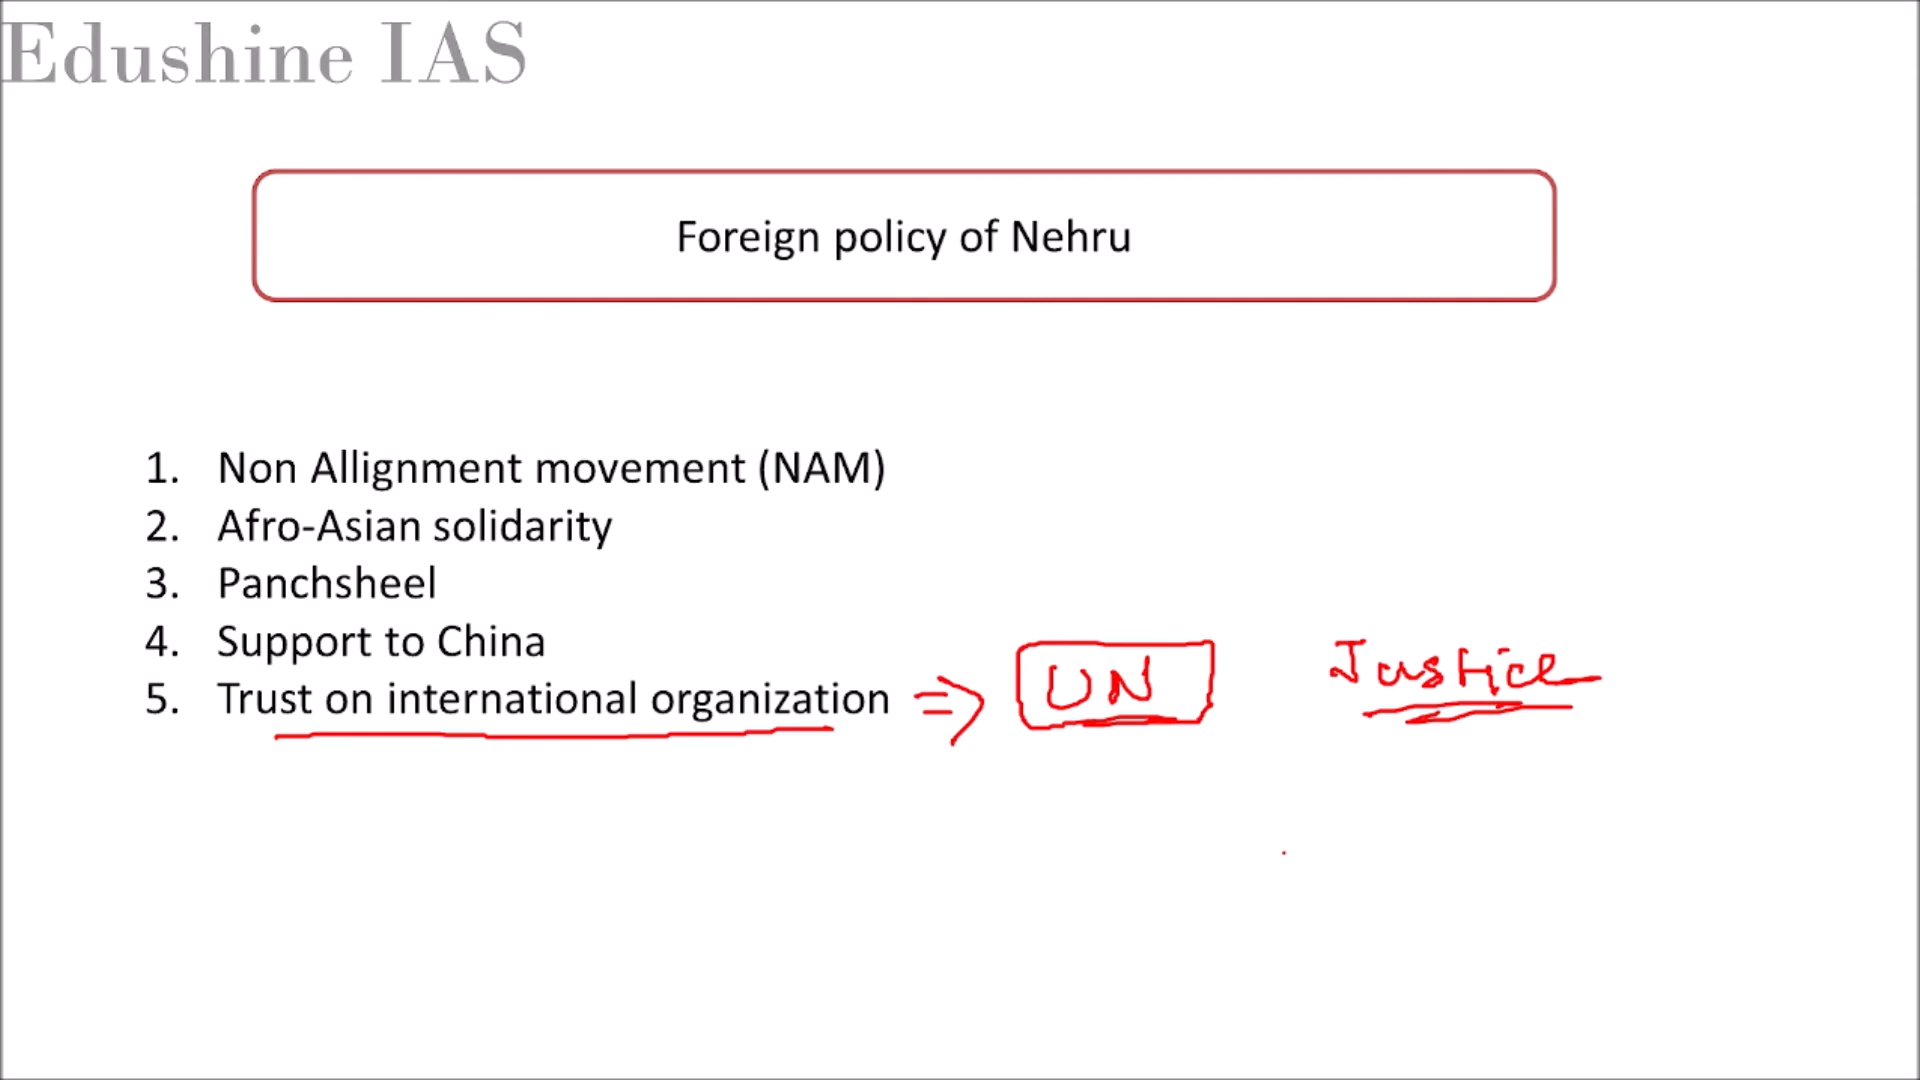 Edushine IAS
Foreign policy of Nehru
1. Non Allignment movement (NAM)
2. Afro-Asian solidarity
3. Panchsheel
4. Support to China
5. Trust on international organization => UN Justice